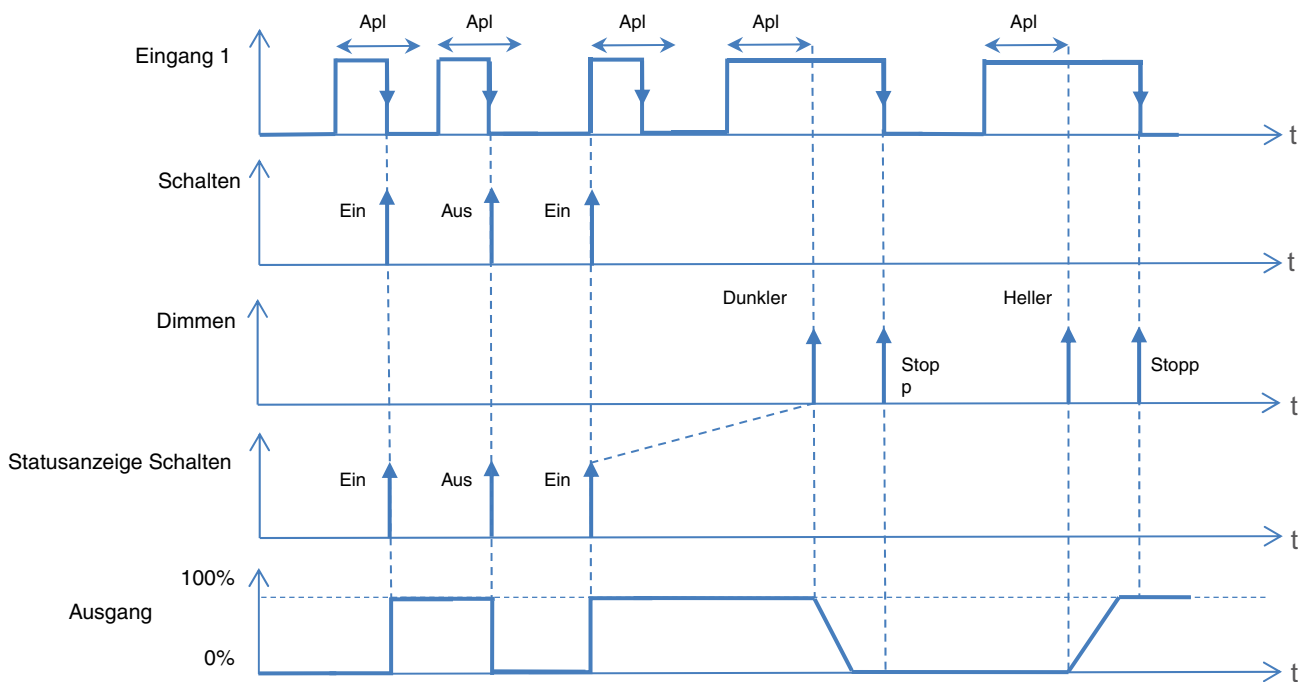 Apl Apl Apl Apl Apl
Eingang 1
t
Schalten
Ein Aus Ein
t
Dunkler Heller
Dimmen
Stop
p
Stopp
t
Statusanzeige Schalten
Ein Aus Ein
t
100%
Ausgang
0%
t